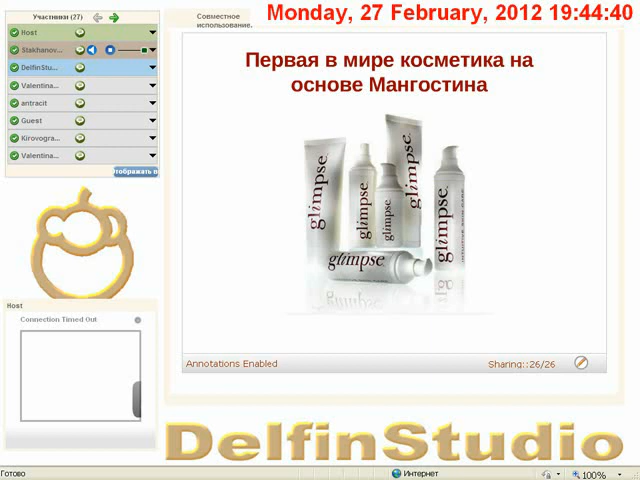 Monday, 27 February, 2012 19:44:40
Участники (27)
Host
Stakhanov...
DelfinStu...
Valentina...
antracit
Guest
Kirovogra...
Valentina...
Отображать в
Совместное
использование.
Первая в мире косметика на
основе Мангостина
glimpse
glimpse
glimpse
glimpse
glimpse
glimpse
Annotations Enabled
Sharing::26/26
Host
Connection Timed Out
DelfinStudio
Готово
Интернет
100%